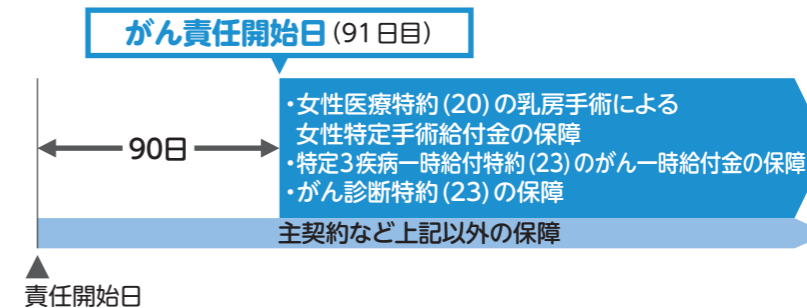 がん責任開始日(91日目)
・女性医療特約(20)の乳房手術による
女性特定手術給付金の保障
・特定3疾病一時給付特約(23)のがん一時給付金の保障
・がん診断特約(23)の保障
90日
主契約など上記以外の保障
責任開始日